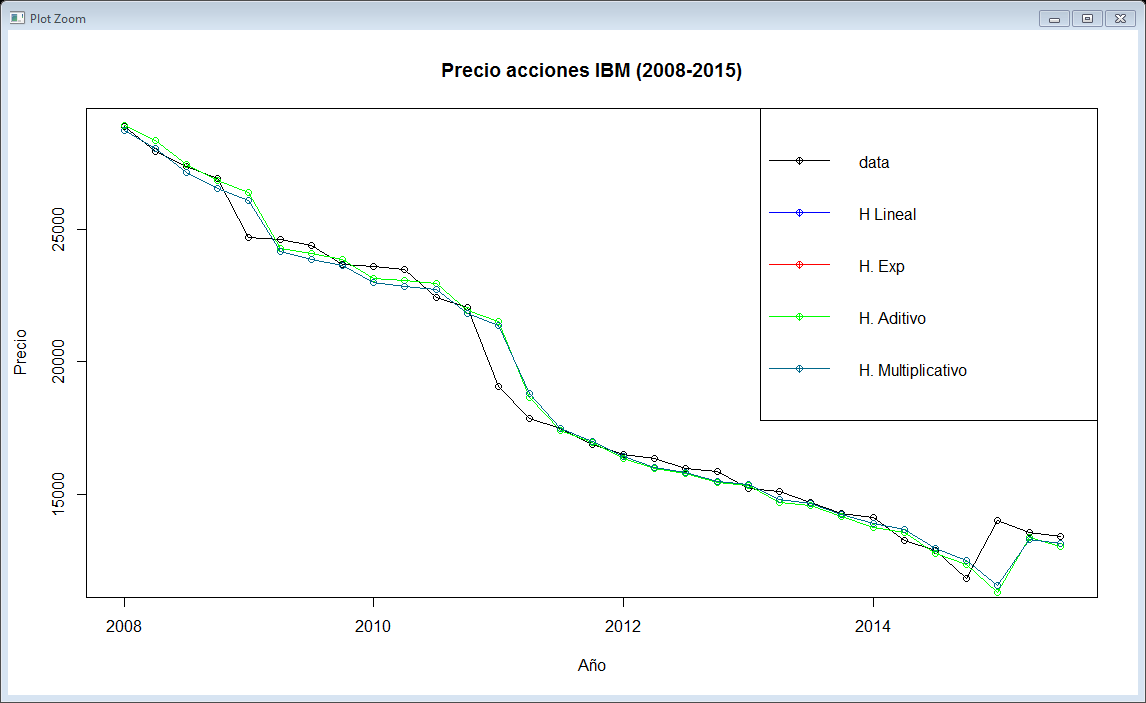 Plot Zoom
Precio acciones IBM (2008-2015)
data
H Lineal
H. Exp
H. Aditivo
H. Multiplicativo
Precio
25000
20000
15000
2008 2010 2012 2014
Año